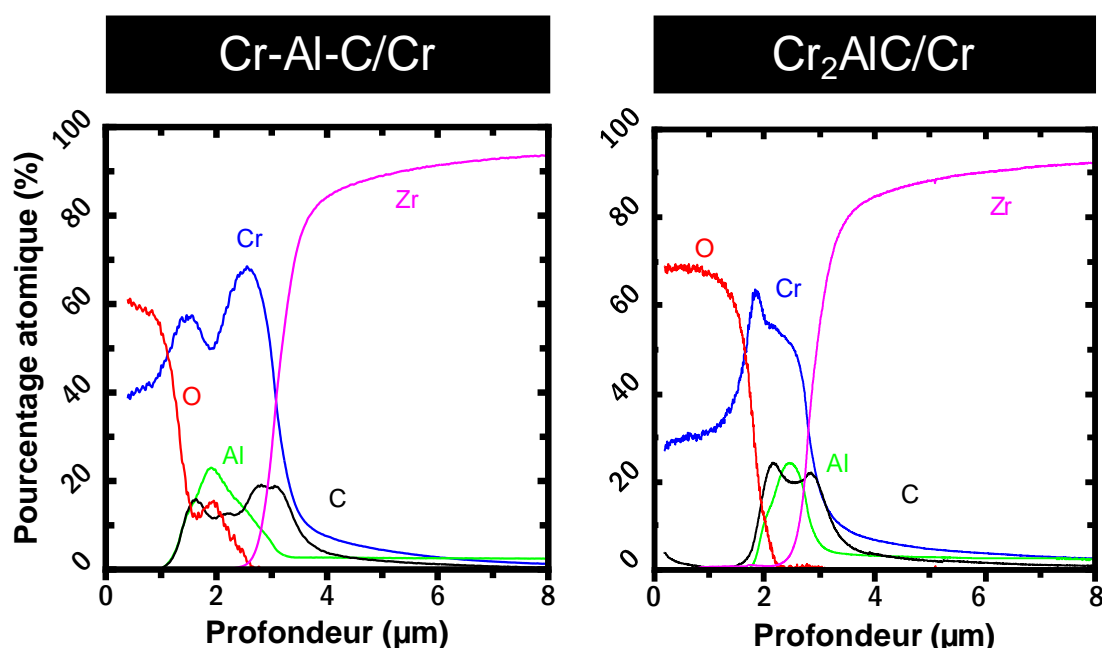 Cr-Al-C/Cr
Pourcentage atomique (%)
100
80
60
40
20
0
Zr
Cr
O
Al
C
0 2 4 6 8
Profondeur (µm)
Cr₂AlC/Cr
100
80
60
40
20
0
O
Zr
Cr
Al
C
0 2 4 6 8
Profondeur (µm)